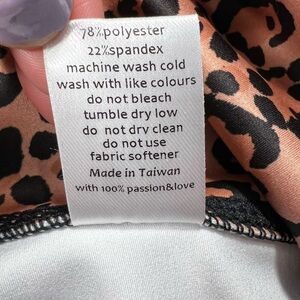 78%polyester
22%spandex
machine wash cold
wash with like colours
do not bleach
tumble dry low
do not dry clean
do not use
fabric softener
Made in Taiwan
with 100% passion&love